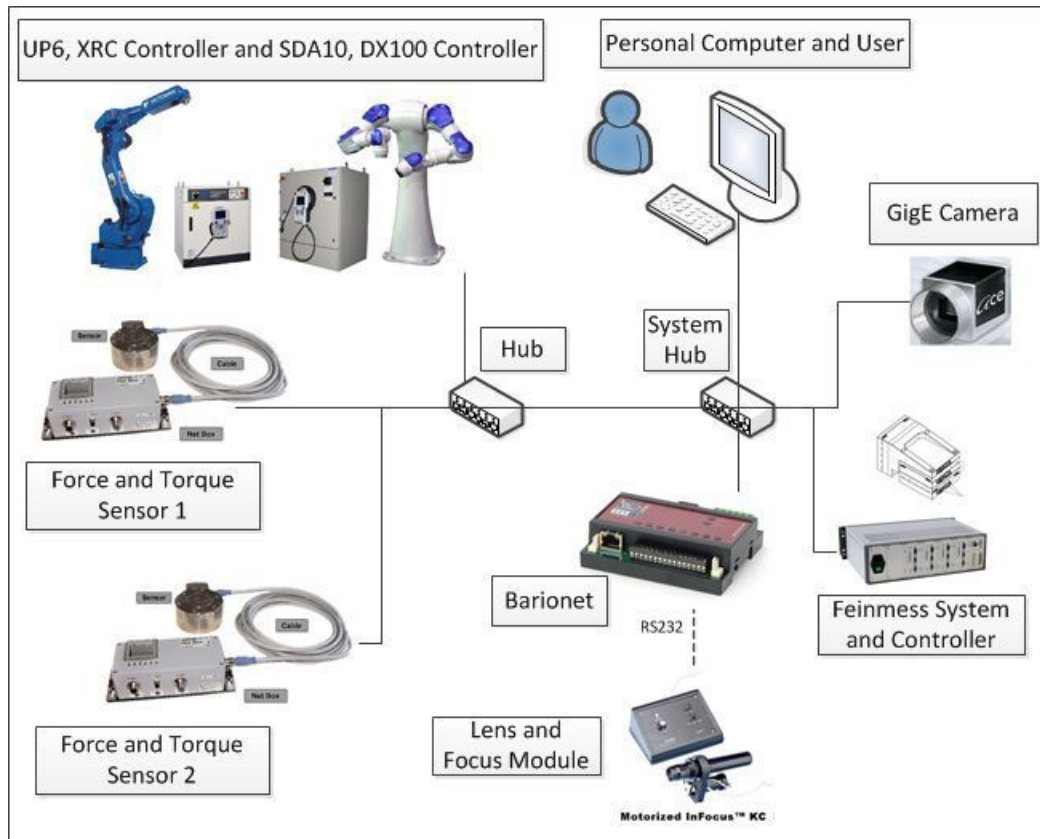 UP6, XRC Controller and SDA10, DX100 Controller
Personal Computer and User
GigE Camera
ace
Sensor
Cable
Net Box
Hub
System
Hub
Force and Torque
Sensor 1
Sensor
Cable
Net Box
Barionet
RS232
Feinmess System
and Controller
Force and Torque
Sensor 2
Lens and
Focus Module
Motorized InFocus™ KC